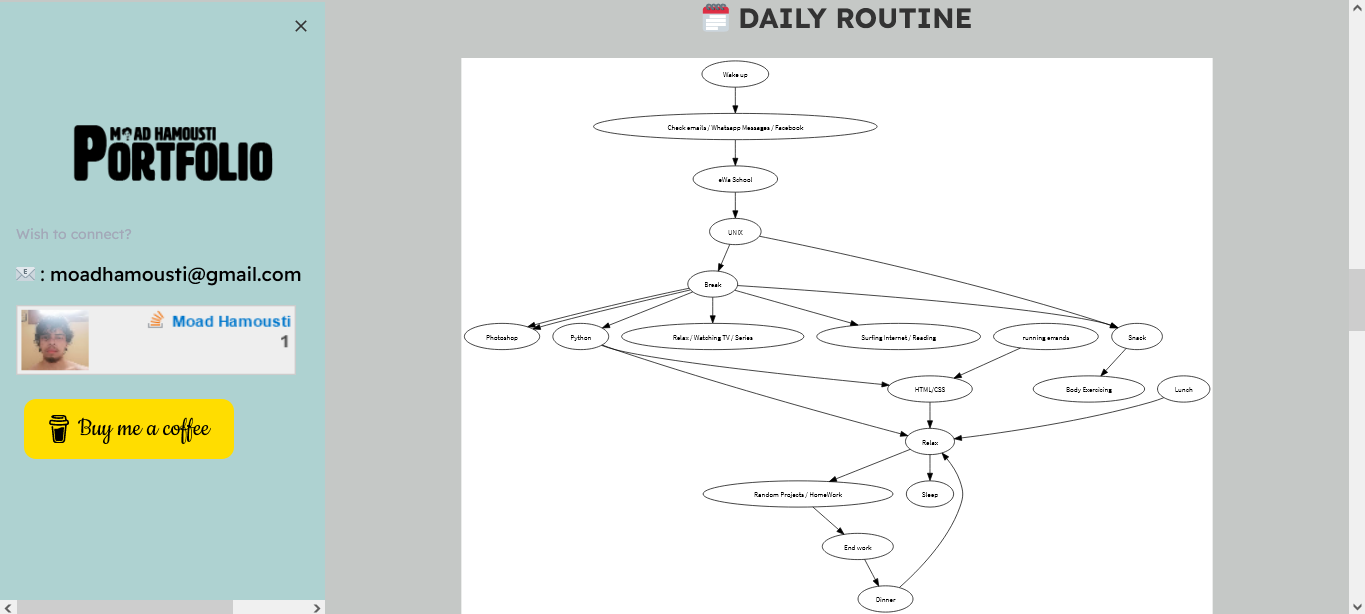 DAILY ROUTINE
MOAD HAMOUSTI
PORTFOLIO
Wish to connect?
E : moadhamousti@gmail.com
Moad Hamousti
1
Buy me a coffee
Wake up
Check emails / Whatsapp Messages / Facebook
eWa School
UNIX
Break
Photoshop
Python
Relax / Watching TV / Series
Surfing Internet / Reading
running errands
Snack
HTML/CSS
Body Exercicing
Lunch
Relax
Random Projects / HomeWork
Sleep
End work
Dinner